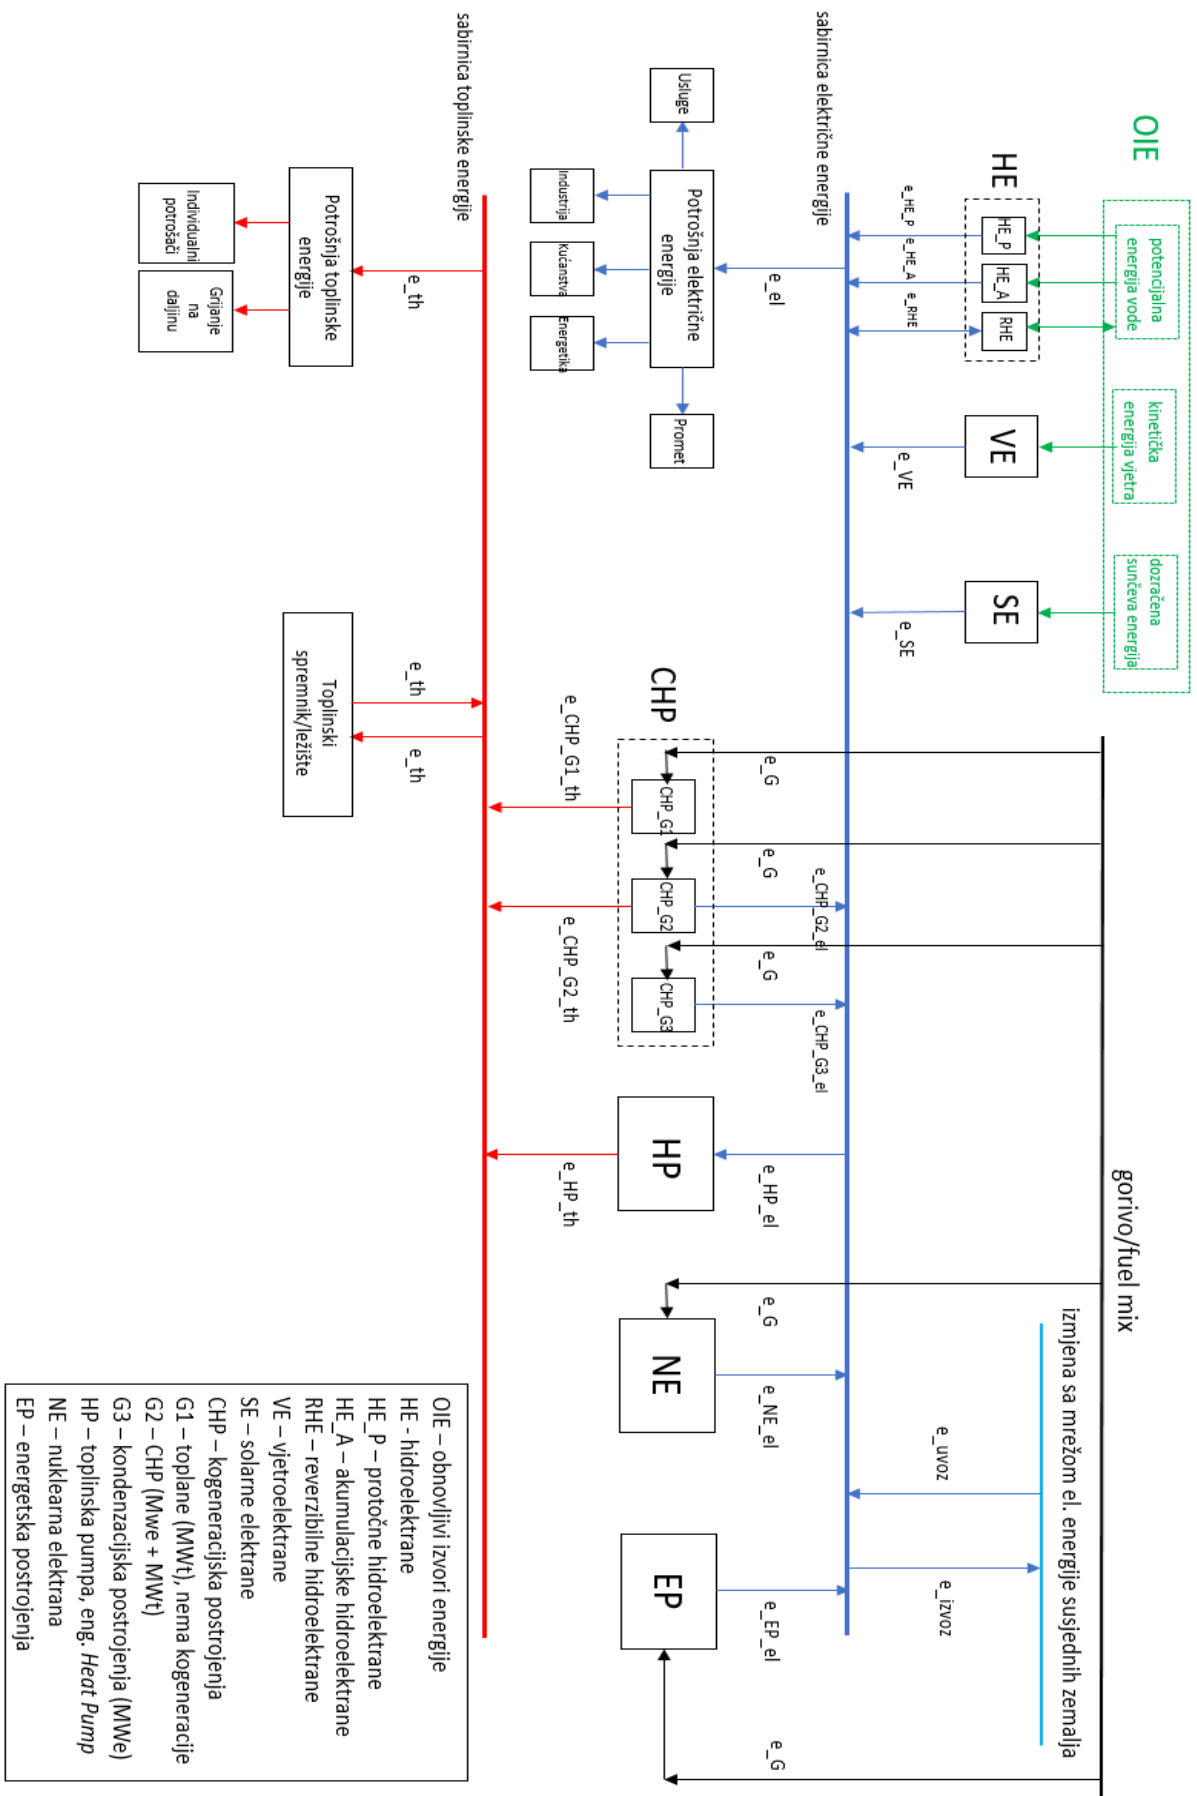 OIE
potencijalna
energija vode
kinetička
energija vjetra
dozračena
sunčeva energija
gorivo/fuel mix
izmjena sa mrežom el. energije susjednih zemalja
HE
HE_P
HE_A
RHE
VE
SE
e_HE_P
e_HE_A
e_RHE
e_VE
e_SE
e_uvoz
e_izvoz
sabirnica električne energije
e_el
e_G
e_G
e_CHP_G2_el
e_G
e_CHP_G3_el
e_HP_el
e_G
e_NE_el
e_EP_el
e_G
Usluge
Potrošnja električne
energije
Promet
Industrija
Kućanstva
Energetika
CHP
CHP_G1
CHP_G2
CHP_G3
HP
NE
EP
e_CHP_G1_th
e_CHP_G2_th
e_HP_th
sabirnica toplinske energije
e_th
e_th
e_th
Potrošnja toplinske
energije
Individualni
potrošači
Grijanje
na
daljinu
Toplinski
spremnik/ležište
OIE – obnovljivi izvori energije
HE - hidroelektrane
HE_P – protočne hidroelektrane
HE_A – akumulacijske hidroelektrane
RHE – reverzibilne hidroelektrane
VE – vjetroelektrane
SE – solarne elektrane
CHP – kogeneracijska postrojenja
G1 – toplane (MWt), nema kogeneracije
G2 – CHP (Mwe + MWt)
G3 – kondenzacijska postrojenja (MWe)
HP – toplinska pumpa, eng. Heat Pump
NE – nuklearna elektrana
EP – energetska postrojenja